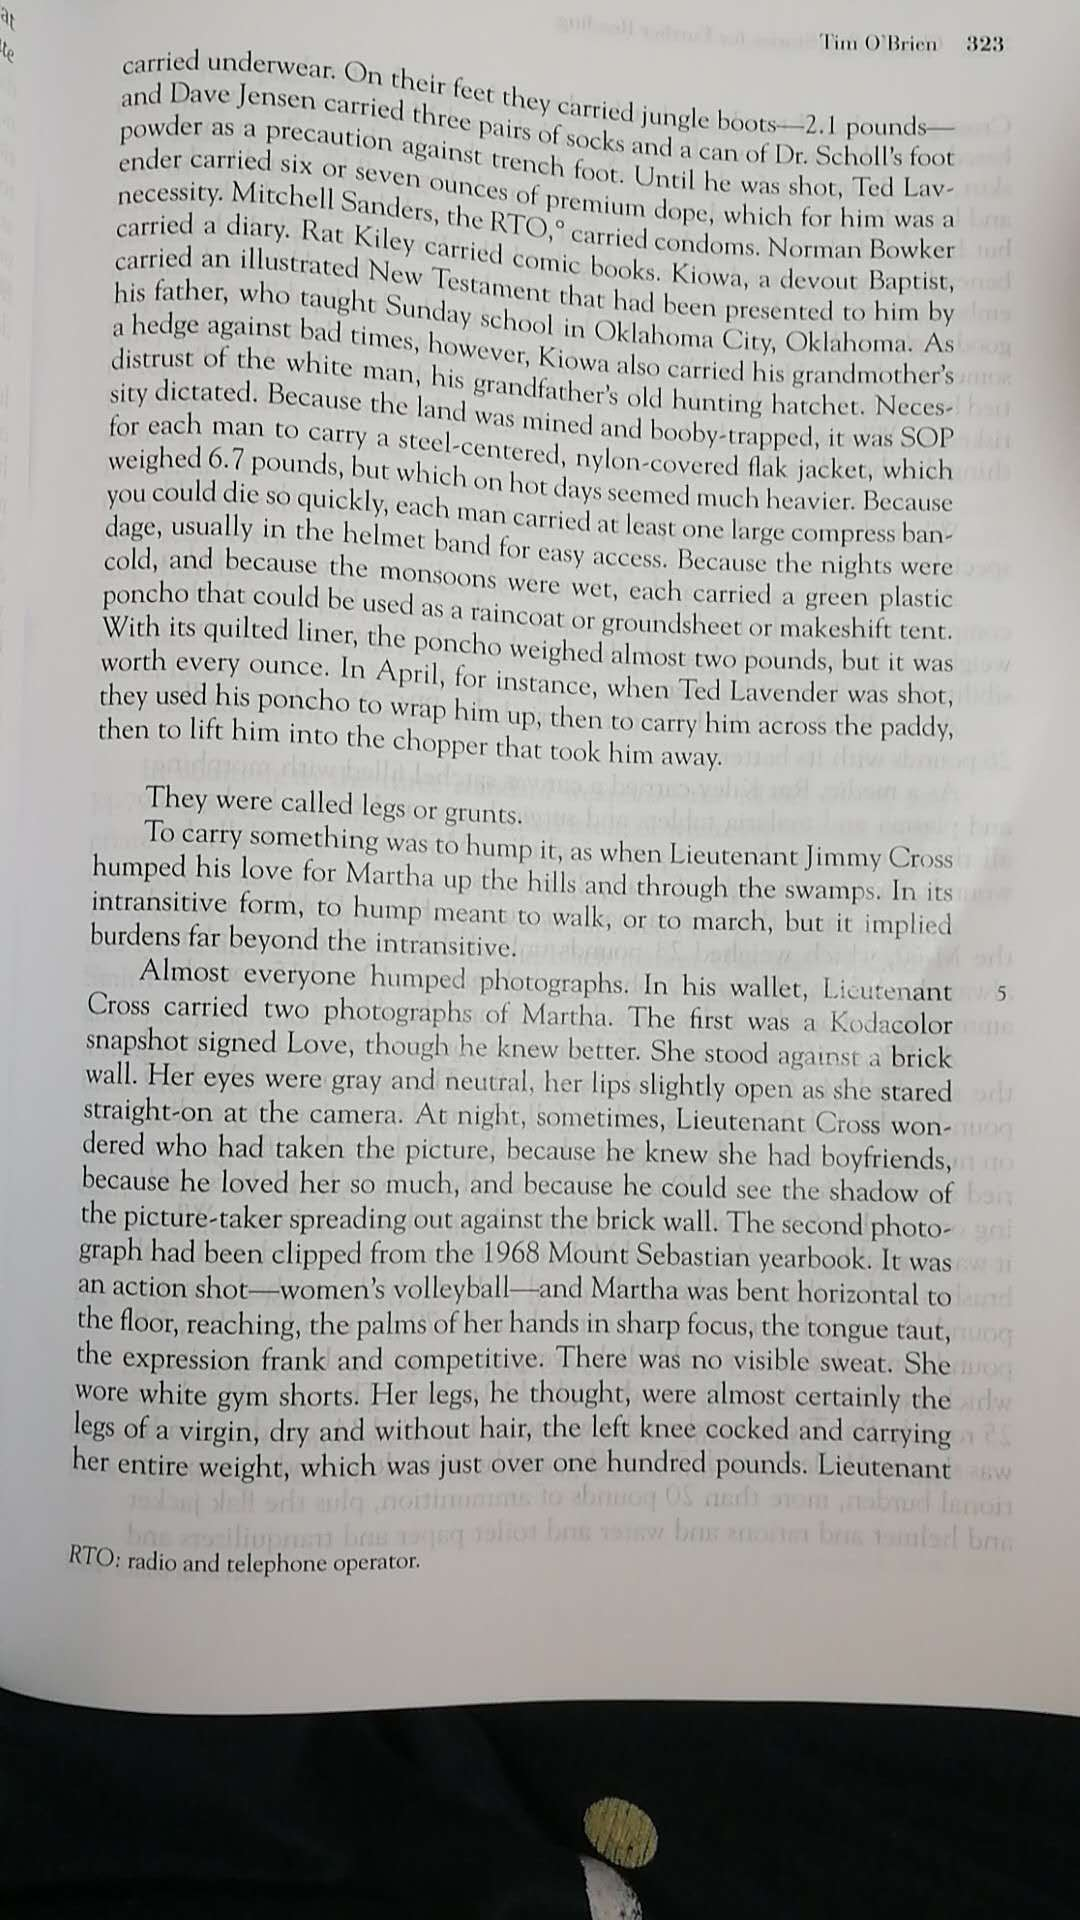 Tim O'Brien 323
carried underwear. On their feet they carried jungle boots—2.1 pounds—
and Dave Jensen carried three pairs of socks and a can of Dr. Scholl's foot
powder as a precaution against trench foot. Until he was shot, Ted Lav-
ender carried six or seven ounces of premium dope, which for him was a
necessity. Mitchell Sanders, the RTO,° carried condoms. Norman Bowker
carried a diary. Rat Kiley carried comic books. Kiowa, a devout Baptist,
carried an illustrated New Testament that had been presented to him by
his father, who taught Sunday school in Oklahoma City, Oklahoma. As
a hedge against bad times, however, Kiowa also carried his grandmother's
distrust of the white man, his grandfather's old hunting hatchet. Neces-
sity dictated. Because the land was mined and booby-trapped, it was SOP
for each man to carry a steel-centered, nylon-covered flak jacket, which
weighed 6.7 pounds, but which on hot days seemed much heavier. Because
you could die so quickly, each man carried at least one large compress ban-
dage, usually in the helmet band for easy access. Because the nights were
cold, and because the monsoons were wet, each carried a green plastic
poncho that could be used as a raincoat or groundsheet or makeshift tent.
With its quilted liner, the poncho weighed almost two pounds, but it was
worth every ounce. In April, for instance, when Ted Lavender was shot,
they used his poncho to wrap him up, then to carry him across the paddy,
then to lift him into the chopper that took him away.
They were called legs or grunts.
To carry something was to hump it, as when Lieutenant Jimmy Cross
humped his love for Martha up the hills and through the swamps. In its
intransitive form, to hump meant to walk, or to march, but it implied
burdens far beyond the intransitive.
Almost everyone humped photographs. In his wallet, Lieutenant 5
Cross carried two photographs of Martha. The first was a Kodacolor
snapshot signed Love, though he knew better. She stood against a brick
wall. Her eyes were gray and neutral, her lips slightly open as she stared
straight-on at the camera. At night, sometimes, Lieutenant Cross won-
dered who had taken the picture, because he knew she had boyfriends,
because he loved her so much, and because he could see the shadow of
the picture-taker spreading out against the brick wall. The second photo-
graph had been clipped from the 1968 Mount Sebastian yearbook. It was
an action shot—women's volleyball—and Martha was bent horizontal to
the floor, reaching, the palms of her hands in sharp focus, the tongue taut,
the expression frank and competitive. There was no visible sweat. She
wore white gym shorts. Her legs, he thought, were almost certainly the
legs of a virgin, dry and without hair, the left knee cocked and carrying
her entire weight, which was just over one hundred pounds. Lieutenant
RTO: radio and telephone operator.